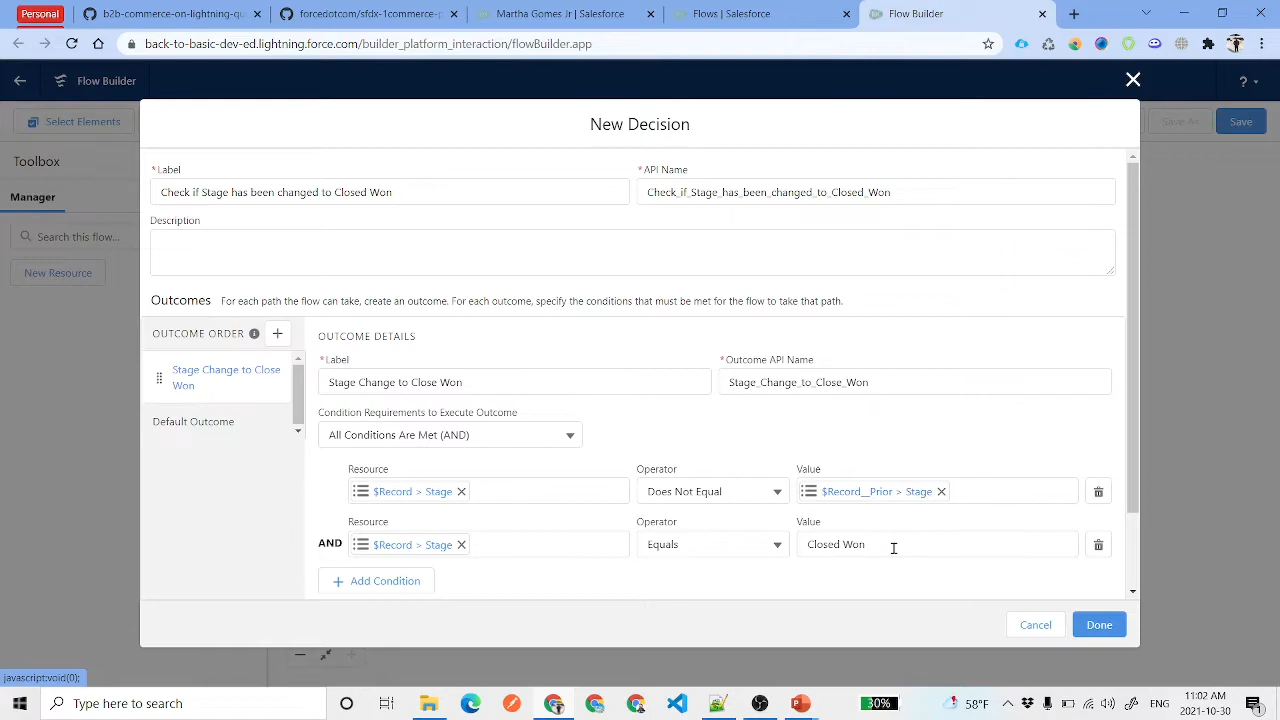 Personal
b2b-commerce-on-lightning-qu
forcedotcom/sfdx-1commerce-p
Martha Gomes Jr | Salesforce
Flows | Salesforce
Flow Builder
back-to-basic-dev-ed.lightning.force.com/builder_platform_interaction/flowBuilder.app
Flow Builder
?
Select Elements
New Decision
Save As
Save
Toolbox
Manager
Search this flow...
New Resource
*Label
*API Name
Check if Stage has been changed to Closed Won
Check_if_Stage_has_been_changed_to_Closed_Won
Description
Outcomes For each path the flow can take, create an outcome. For each outcome, specify the conditions that must be met for the flow to take that path.
OUTCOME ORDER
OUTCOME DETAILS
Stage Change to Close
Won
Default Outcome
*Label
*Outcome API Name
Stage Change to Close Won
Stage_Change_to_Close_Won
Condition Requirements to Execute Outcome
All Conditions Are Met (AND)
Resource
Operator
Value
$Record > Stage
Does Not Equal
$Record__Prior > Stage
Resource
Operator
Value
AND
$Record > Stage
Equals
Closed Won
Add Condition
Cancel
Done
javascript:void(0);
Type here to search
30%
58°F
11:02 AM
2021-10-30